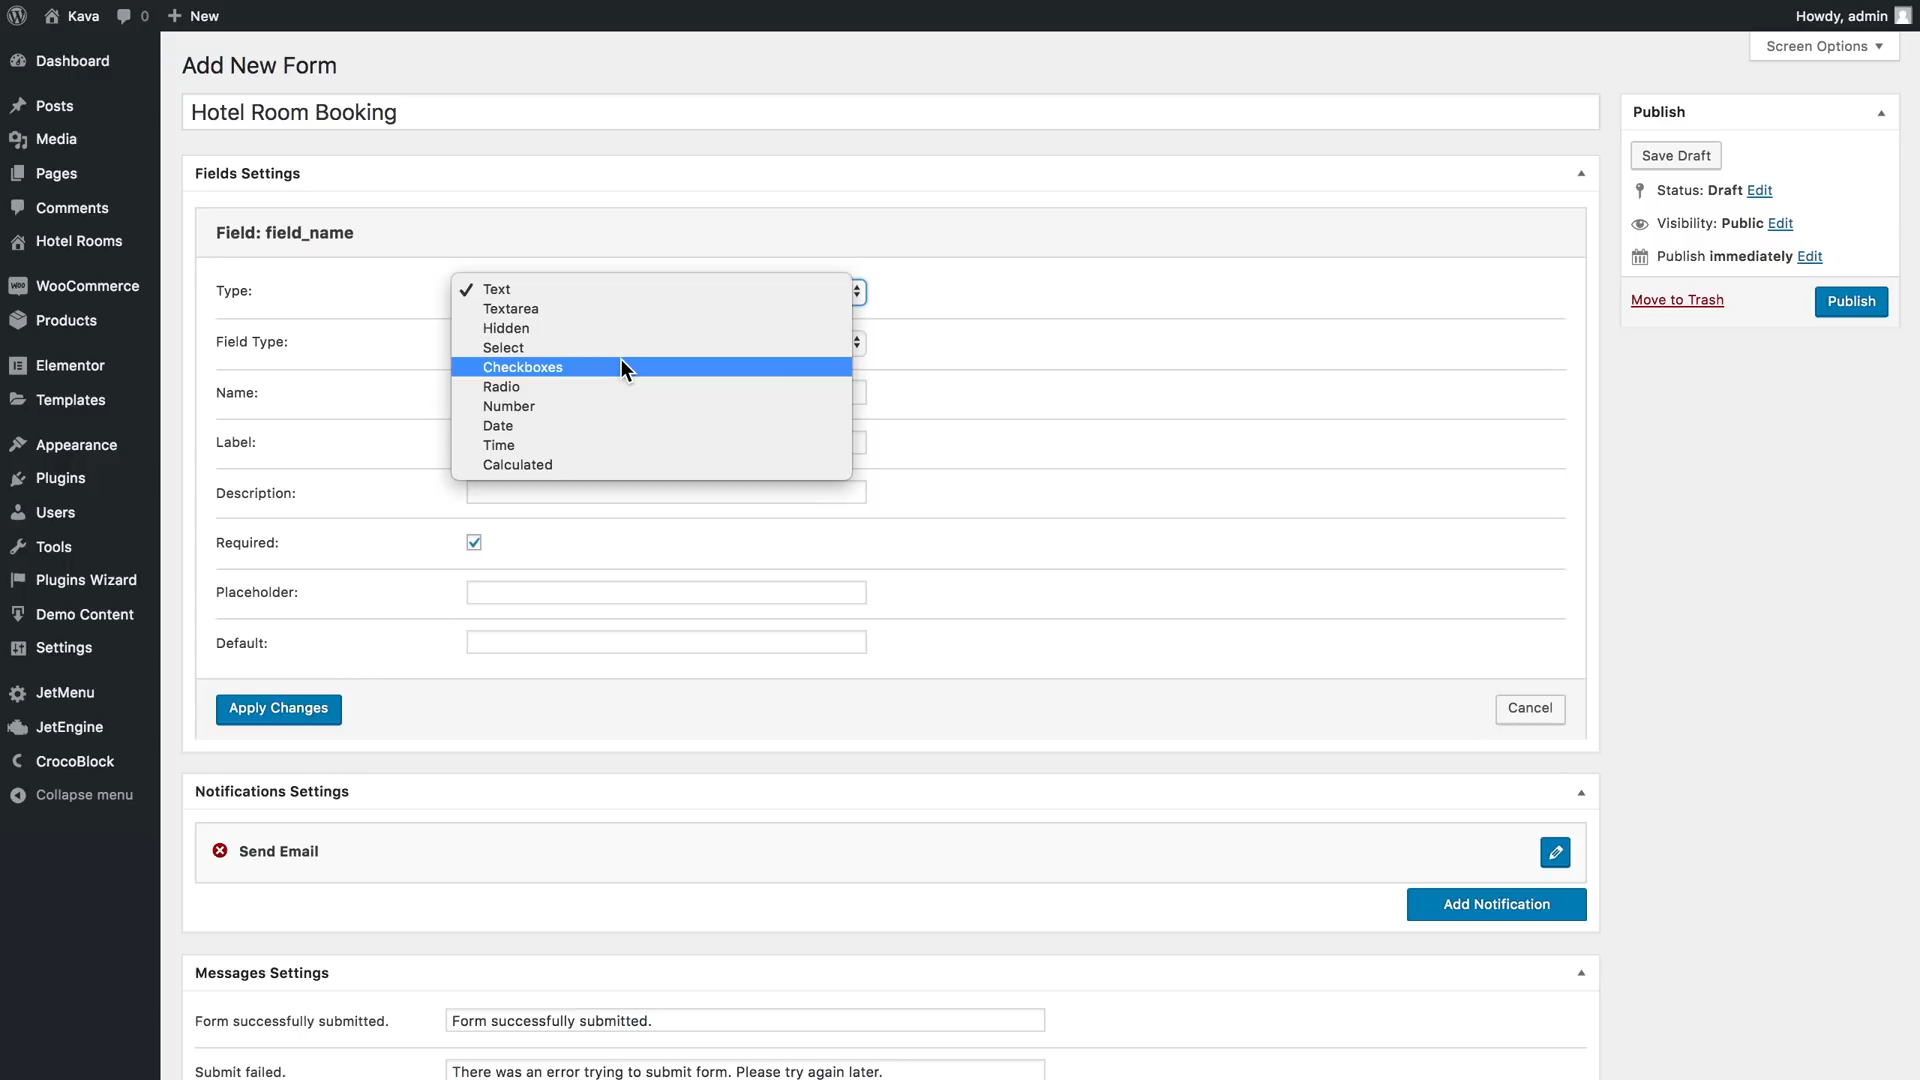 Kava
0
New
Howdy, admin
Dashboard
Posts
Media
Pages
Comments
Hotel Rooms
WooCommerce
Products
Elementor
Templates
Appearance
Plugins
Users
Tools
Plugins Wizard
Demo Content
Settings
JetMenu
JetEngine
CrocoBlock
Collapse menu
Screen Options
Add New Form
Hotel Room Booking
Fields Settings
Field: field_name
Type:
Text
Textarea
Hidden
Select
Checkboxes
Radio
Number
Date
Time
Calculated
Field Type:
Name:
Label:
Description:
Required:
Placeholder:
Default:
Apply Changes
Cancel
Notifications Settings
Send Email
Add Notification
Messages Settings
Form successfully submitted.
Form successfully submitted.
Submit failed.
There was an error trying to submit form. Please try again later.
Publish
Save Draft
Status: Draft Edit
Visibility: Public Edit
Publish immediately Edit
Move to Trash
Publish